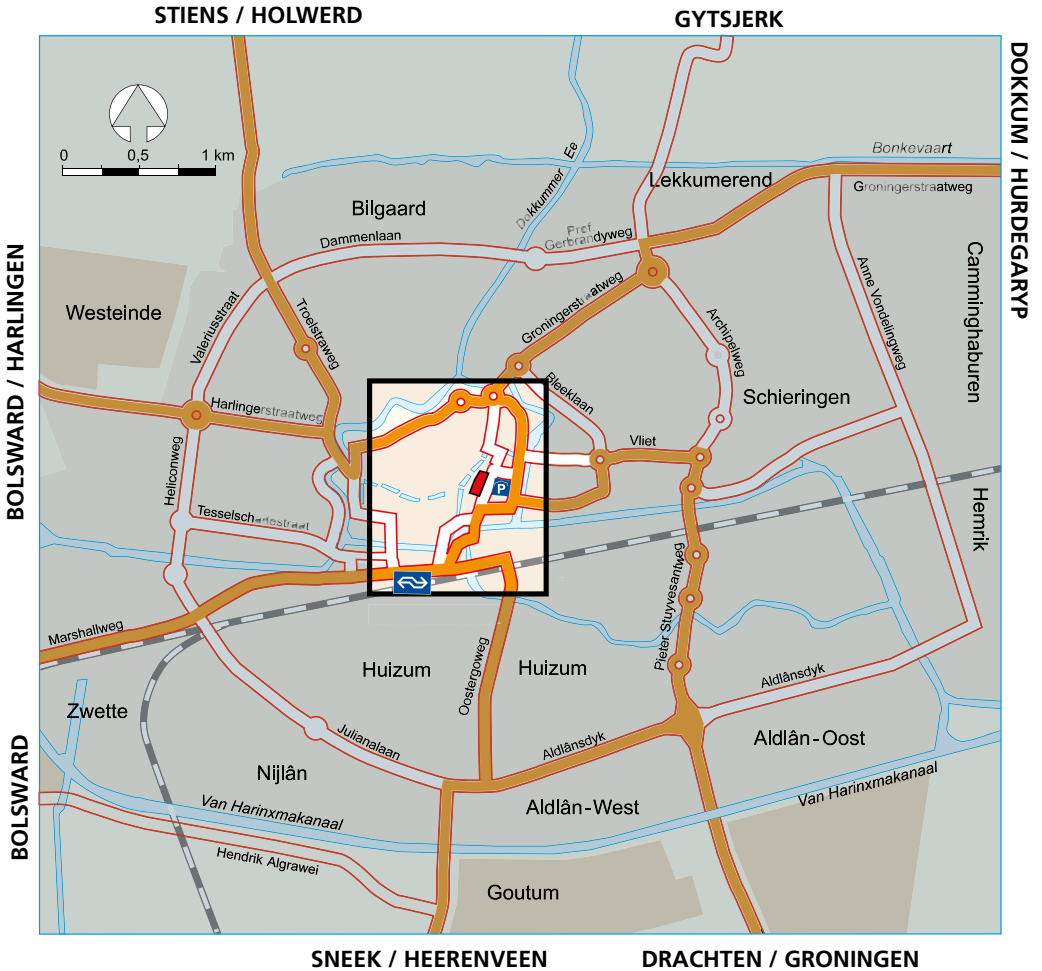 STIENS / HOLWERD
GYTSJERK
DOKKUM / HURDEGARYP
0 0,5 1 km
Bonkevaart
Lekkumerend
Groningerstraatweg
Bilgaard
Dokkummer Ee
Prof.
Gerbrandyweg
Dammenlaan
Camminghaburen
BOLSWARD / HARLINGEN
Westeinde
Valeriusstraat
Troelstraweg
Groningerstraatweg
Archipelweg
Anne Vondelingweg
Bleeklaan
Schieringen
Harlingerstraatweg
Vliet
Heliconweg
P
Tesselschadestraat
Hemrik
Marshallweg
Pieter Stuyvesantweg
Huizum
Oostergoweg
Huizum
Aldlânsdyk
Zwette
Julianalaan
Aldlânsdyk
Aldlân-Oost
BOLSWARD
Nijlân
Van Harinxmakanaal
Aldlân-West
Van Harinxmakanaal
Hendrik Algrawei
Goutum
SNEEK / HEERENVEEN
DRACHTEN / GRONINGEN